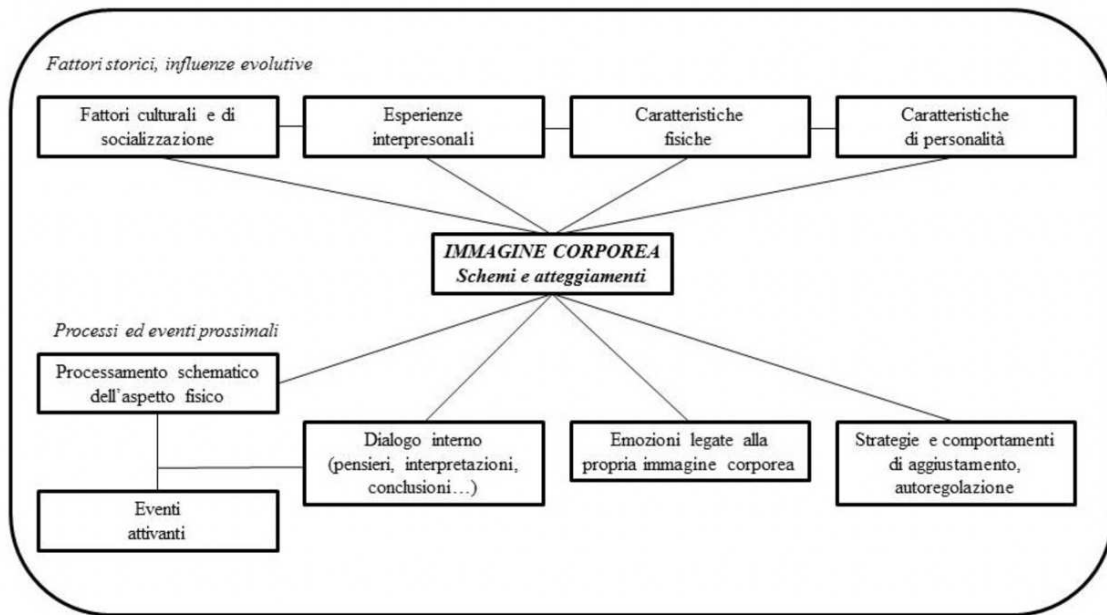 Fattori storici, influenze evolutive
Fattori culturali e di
socializzazione
Esperienze
interpresonali
Caratteristiche
fisiche
Caratteristiche
di personalità
IMMAGINE CORPOREA
Schemi e atteggiamenti
Processi ed eventi prossimali
Processamento schematico
dell'aspetto fisico
Dialogo interno
(pensieri, interpretazioni,
conclusioni…)
Emozioni legate alla
propria immagine corporea
Strategie e comportamenti
di aggiustamento,
autoregolazione
Eventi
attivanti